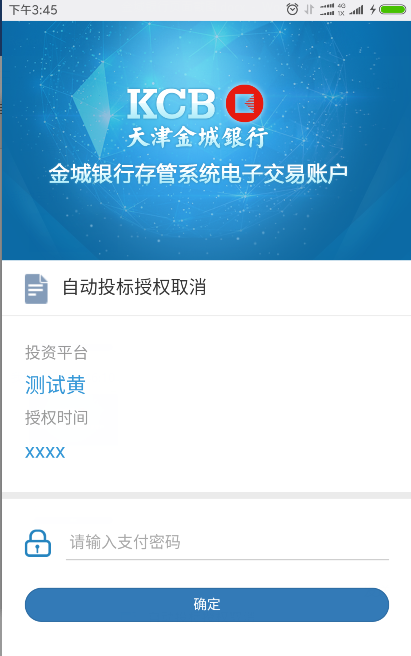 下午3:45
4G
1X
KCB
天津金城银行
金城银行存管系统电子交易账户
自动投标授权取消
投资平台
测试黄
授权时间
xxxx
请输入支付密码
确定